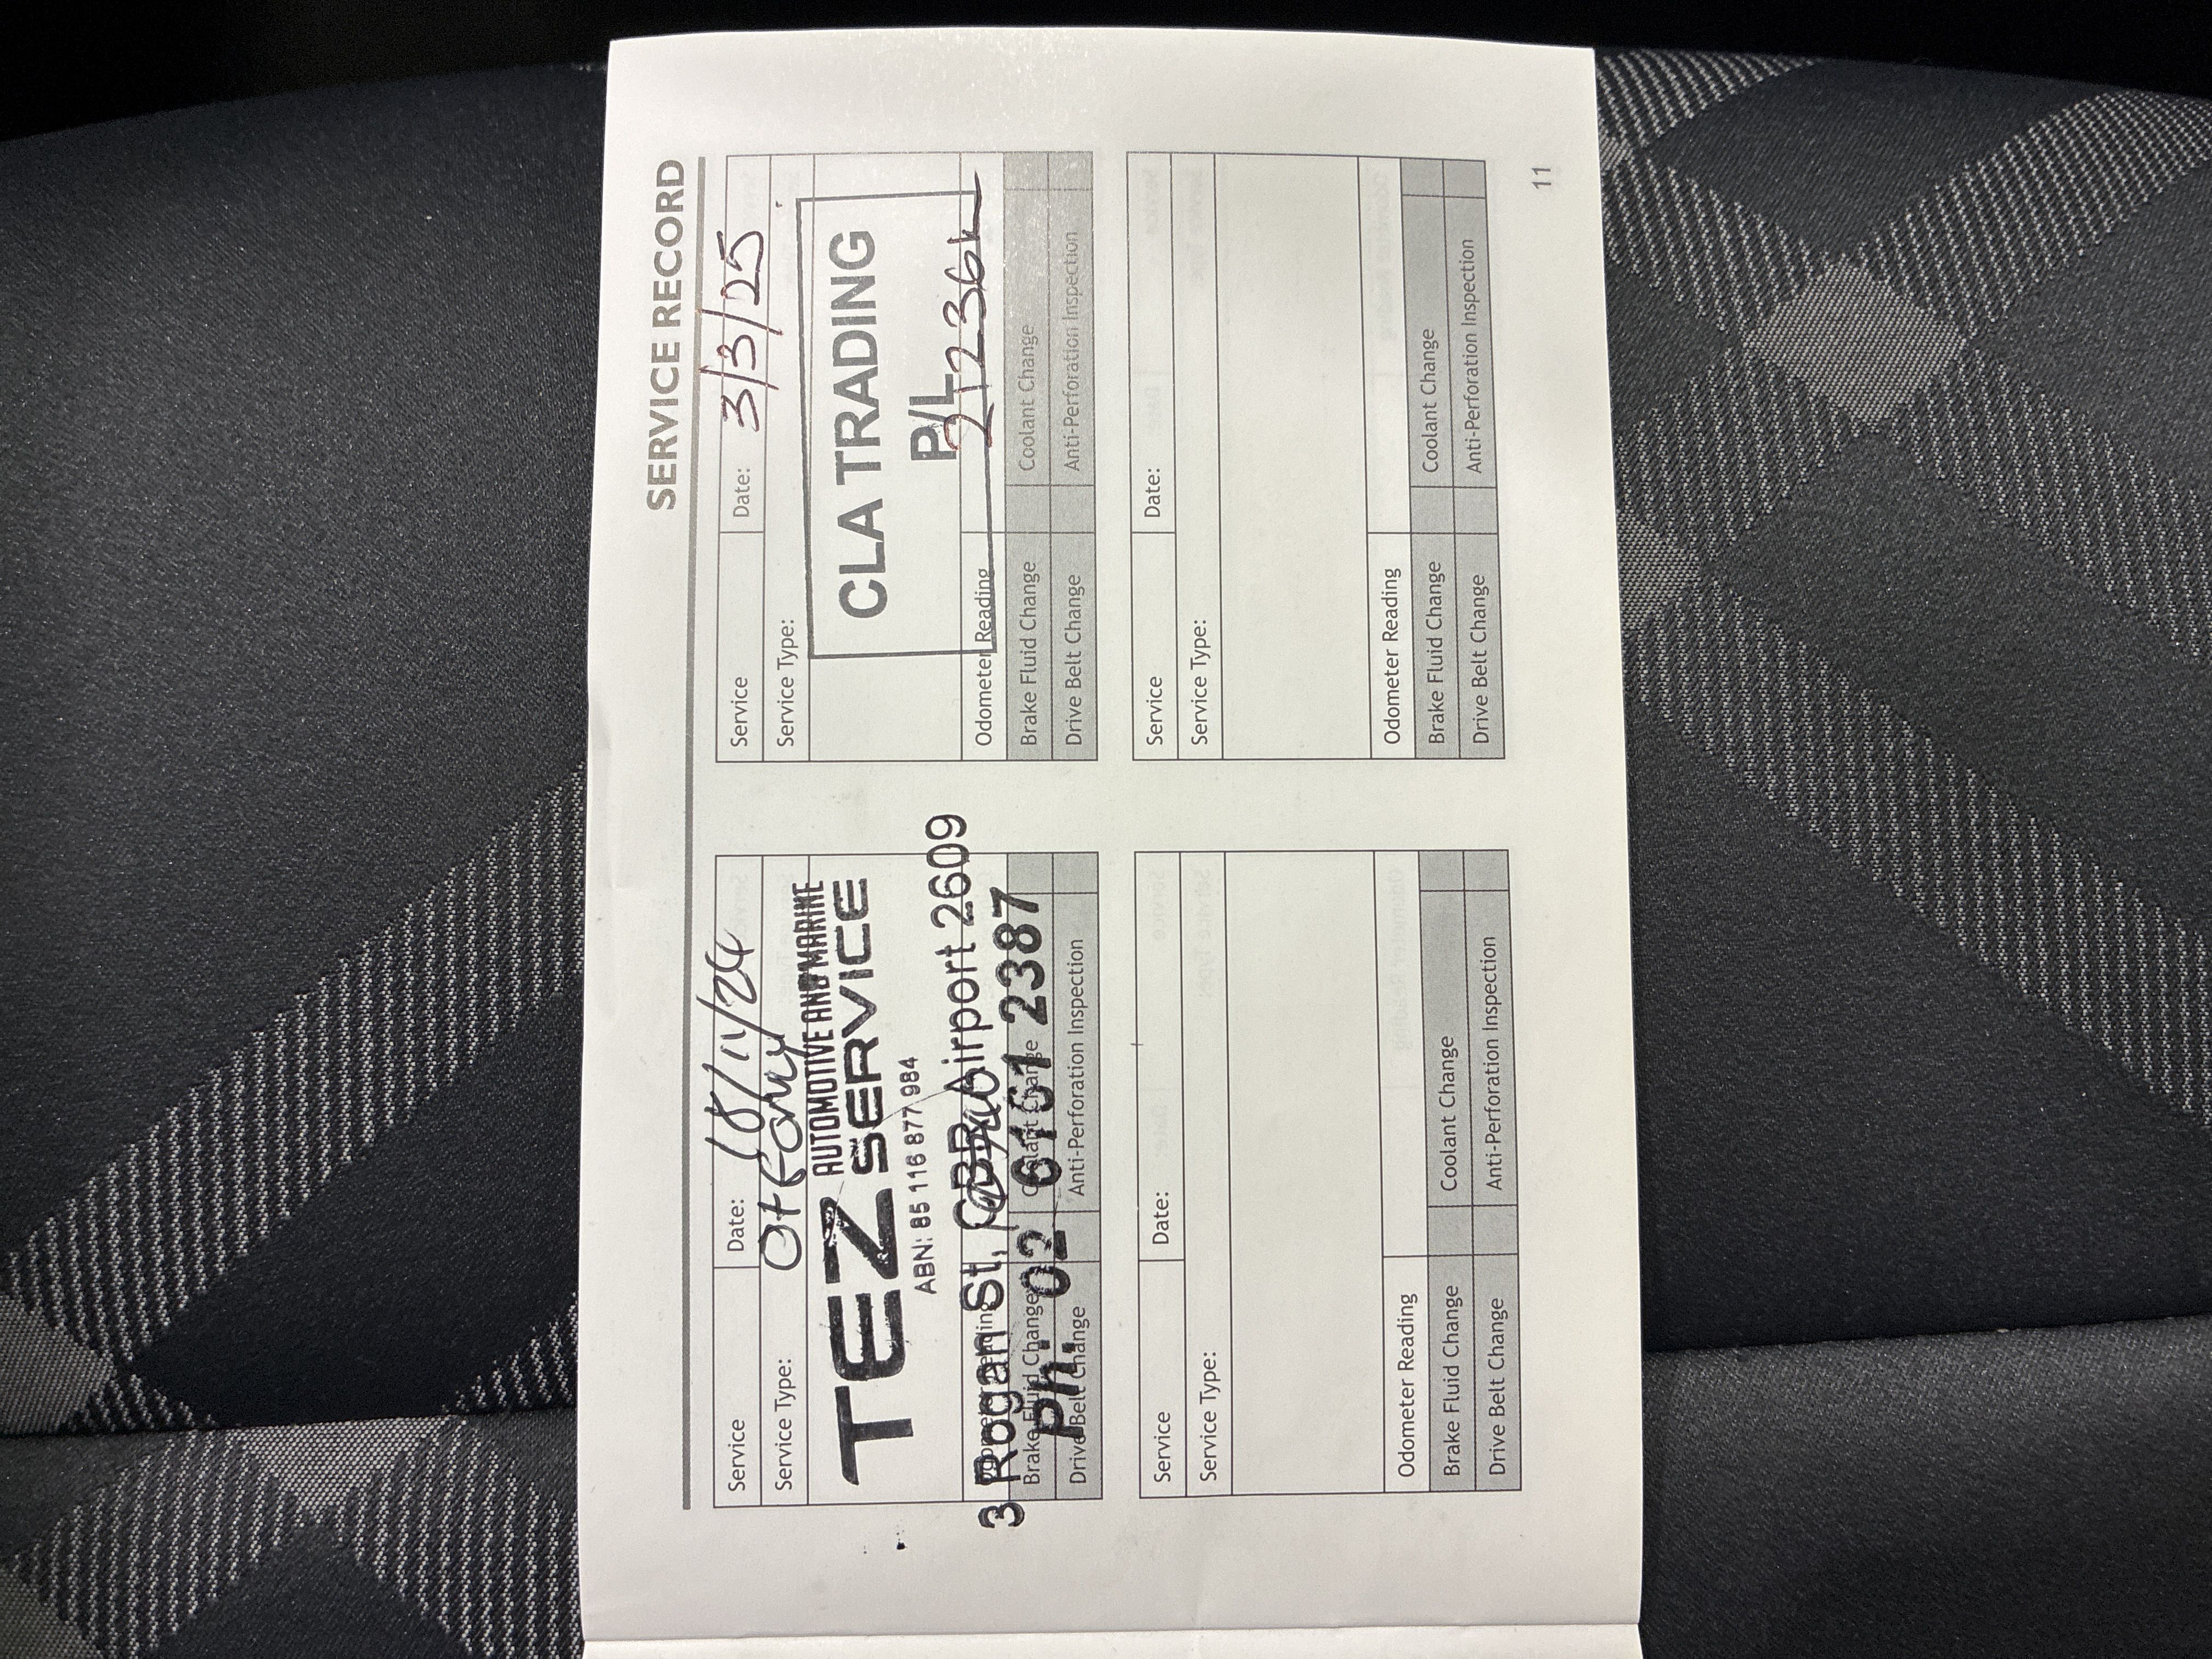 SERVICE RECORD
Service Date: 18/11/24
Service Type: Oil + Only
TEZ AUTOMOTIVE AND MARINE
SERVICE
ABN: 85 116 877 984
3 Rogan St, CBR Airport 2609
Brake Fluid Change Coolant Change
ph: 02 6161 2387
Drive Belt Change Anti-Perforation Inspection
Service Date: 3/3/25
Service Type:
CLA TRADING
P/L
Odometer Reading 21236k
Brake Fluid Change Coolant Change
Drive Belt Change Anti-Perforation Inspection
Service Date:
Service Type:
Odometer Reading
Brake Fluid Change Coolant Change
Drive Belt Change Anti-Perforation Inspection
Service Date:
Service Type:
Odometer Reading
Brake Fluid Change Coolant Change
Drive Belt Change Anti-Perforation Inspection
11